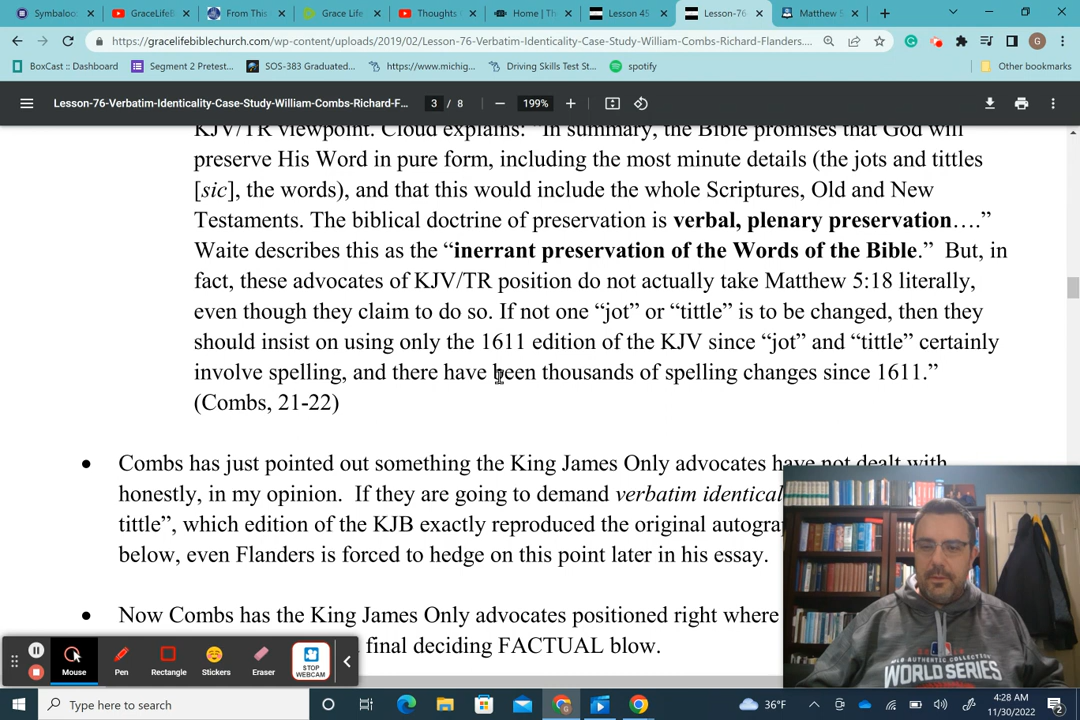 Symbaloo
GraceLifeB
From This
Grace Life
Thoughts
Home | Th
Lesson 45
Lesson-76-
Matthew 5
https://gracelifebiblechurch.com/wp-content/uploads/2019/02/Lesson-76-Verbatim-Identicality-Case-Study-William-Combs-Richard-Flanders....
G
BoxCast :: Dashboard
Segment 2 Pretest...
SOS-383 Graduated...
https://www.michig...
Driving Skills Test St...
spotify
Other bookmarks
Lesson-76-Verbatim-Identicality-Case-Study-William-Combs-Richard-F...
3 / 8
199%
KJV/TR viewpoint. Cloud explains: “In summary, the Bible promises that God will
preserve His Word in pure form, including the most minute details (the jots and tittles
[sic], the words), and that this would include the whole Scriptures, Old and New
Testaments. The biblical doctrine of preservation is verbal, plenary preservation….”
Waite describes this as the “inerrant preservation of the Words of the Bible.” But, in
fact, these advocates of KJV/TR position do not actually take Matthew 5:18 literally,
even though they claim to do so. If not one “jot” or “tittle” is to be changed, then they
should insist on using only the 1611 edition of the KJV since “jot” and “tittle” certainly
involve spelling, and there have been thousands of spelling changes since 1611.”
(Combs, 21-22)
• Combs has just pointed out something the King James Only advocates have not dealt with
honestly, in my opinion. If they are going to demand verbatim identical
tittle”, which edition of the KJB exactly reproduced the original autogra
below, even Flanders is forced to hedge on this point later in his essay.
• Now Combs has the King James Only advocates positioned right where
final deciding FACTUAL blow.
Mouse
Pen
Rectangle
Stickers
Eraser
STOP WEBCAM
WORLD SERIES
Type here to search
36°F
4:28 AM
11/30/2022
2